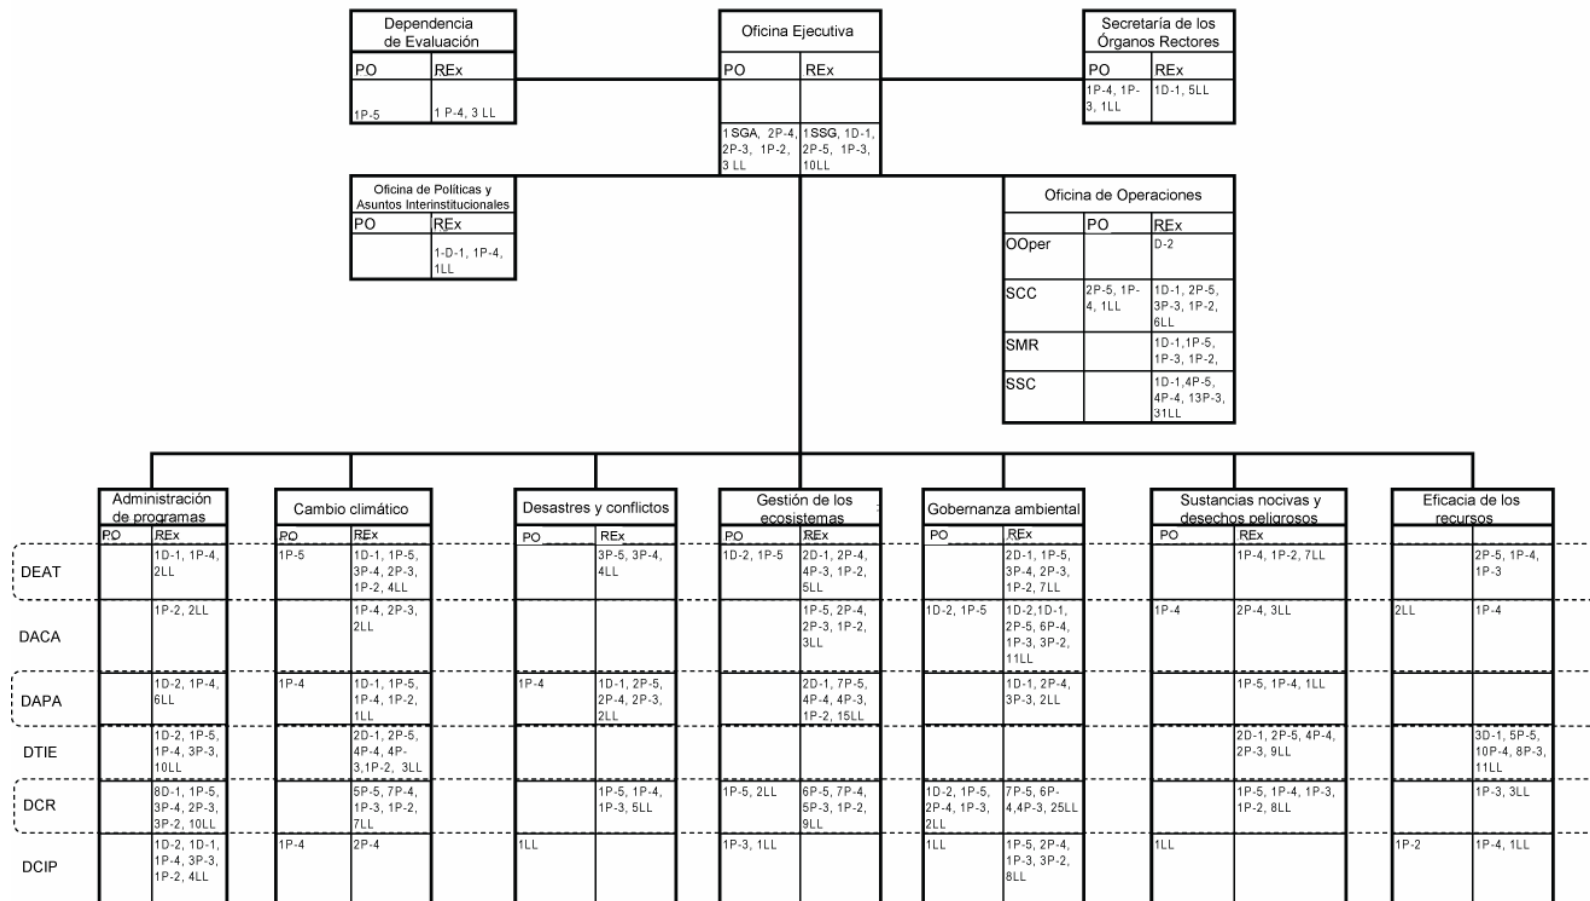 Dependencia
de Evaluación
PO REx
1P-5 1 P-4, 3 LL
Oficina Ejecutiva
PO REx
1 SGA, 2P-4, 1SSG, 1D-1,
2P-3, 1P-2, 2P-5, 1P-3,
3 LL 10LL
Secretaría de los
Órganos Rectores
PO REx
1P-4, 1P- 1D-1, 5LL
3, 1LL
Oficina de Políticas y
Asuntos Interinstitucionales
PO REx
1-D-1, 1P-4,
1LL
Oficina de Operaciones
PO REx
OOper D-2
SCC 2P-5, 1P- 1D-1, 2P-5,
4, 1LL 3P-3, 1P-2,
6LL
SMR 1D-1,1P-5,
1P-3, 1P-2,
SSC 1D-1,4P-5,
4P-4, 13P-3,
31LL
Administración
de programas
PO REx
Cambio climático
PO REx
Desastres y conflictos
PO REx
Gestión de los
ecosistemas
PO REx
Gobernanza ambiental
PO REx
Sustancias nocivas y
desechos peligrosos
PO REx
Eficacia de los
recursos
DEAT
1D-1, 1P-4,
2LL
1P-5
1D-1, 1P-5,
3P-4, 2P-3,
1P-2, 4LL
3P-5, 3P-4,
4LL
1D-2, 1P-5
2D-1, 2P-4,
4P-3, 1P-2,
5LL
2D-1, 1P-5,
3P-4, 2P-3,
1P-2, 7LL
1P-4, 1P-2, 7LL
2P-5, 1P-4,
1P-3
DACA
1P-2, 2LL
1P-4, 2P-3,
2LL
1P-5, 2P-4,
2P-3, 1P-2,
3LL
1D-2, 1P-5
1D-2,1D-1,
2P-5, 6P-4,
1P-3, 3P-2,
11LL
1P-4
2P-4, 3LL
2LL
1P-4
DAPA
1D-2, 1P-4,
6LL
1P-4
1D-1, 1P-5,
1P-4, 1P-2,
1LL
1P-4
1D-1, 2P-5,
2P-4, 2P-3,
2LL
2D-1, 7P-5,
4P-4, 4P-3,
1P-2, 15LL
1D-1, 2P-4,
3P-3, 2LL
1P-5, 1P-4, 1LL
DTIE
1D-2, 1P-5,
1P-4, 3P-3,
10LL
2D-1, 2P-5,
4P-4, 4P-
3,1P-2, 3LL
2D-1, 2P-5, 4P-4,
2P-3, 9LL
3D-1, 5P-5,
10P-4, 8P-3,
11LL
DCR
8D-1, 1P-5,
3P-4, 2P-3,
3P-2, 10LL
5P-5, 7P-4,
1P-3, 1P-2,
7LL
1P-5, 1P-4,
1P-3, 5LL
1P-5, 2LL
6P-5, 7P-4,
5P-3, 1P-2,
9LL
1D-2, 1P-5,
2P-4, 1P-3,
2LL
7P-5, 6P-
4,4P-3, 25LL
1P-5, 1P-4, 1P-3,
1P-2, 8LL
1P-3, 3LL
DCIP
1D-2, 1D-1,
1P-4, 3P-3,
1P-2, 4LL
1P-4
2P-4
1LL
1P-3, 1LL
1LL
1P-5, 2P-4,
1P-3, 3P-2,
8LL
1LL
1P-2
1P-4, 1LL